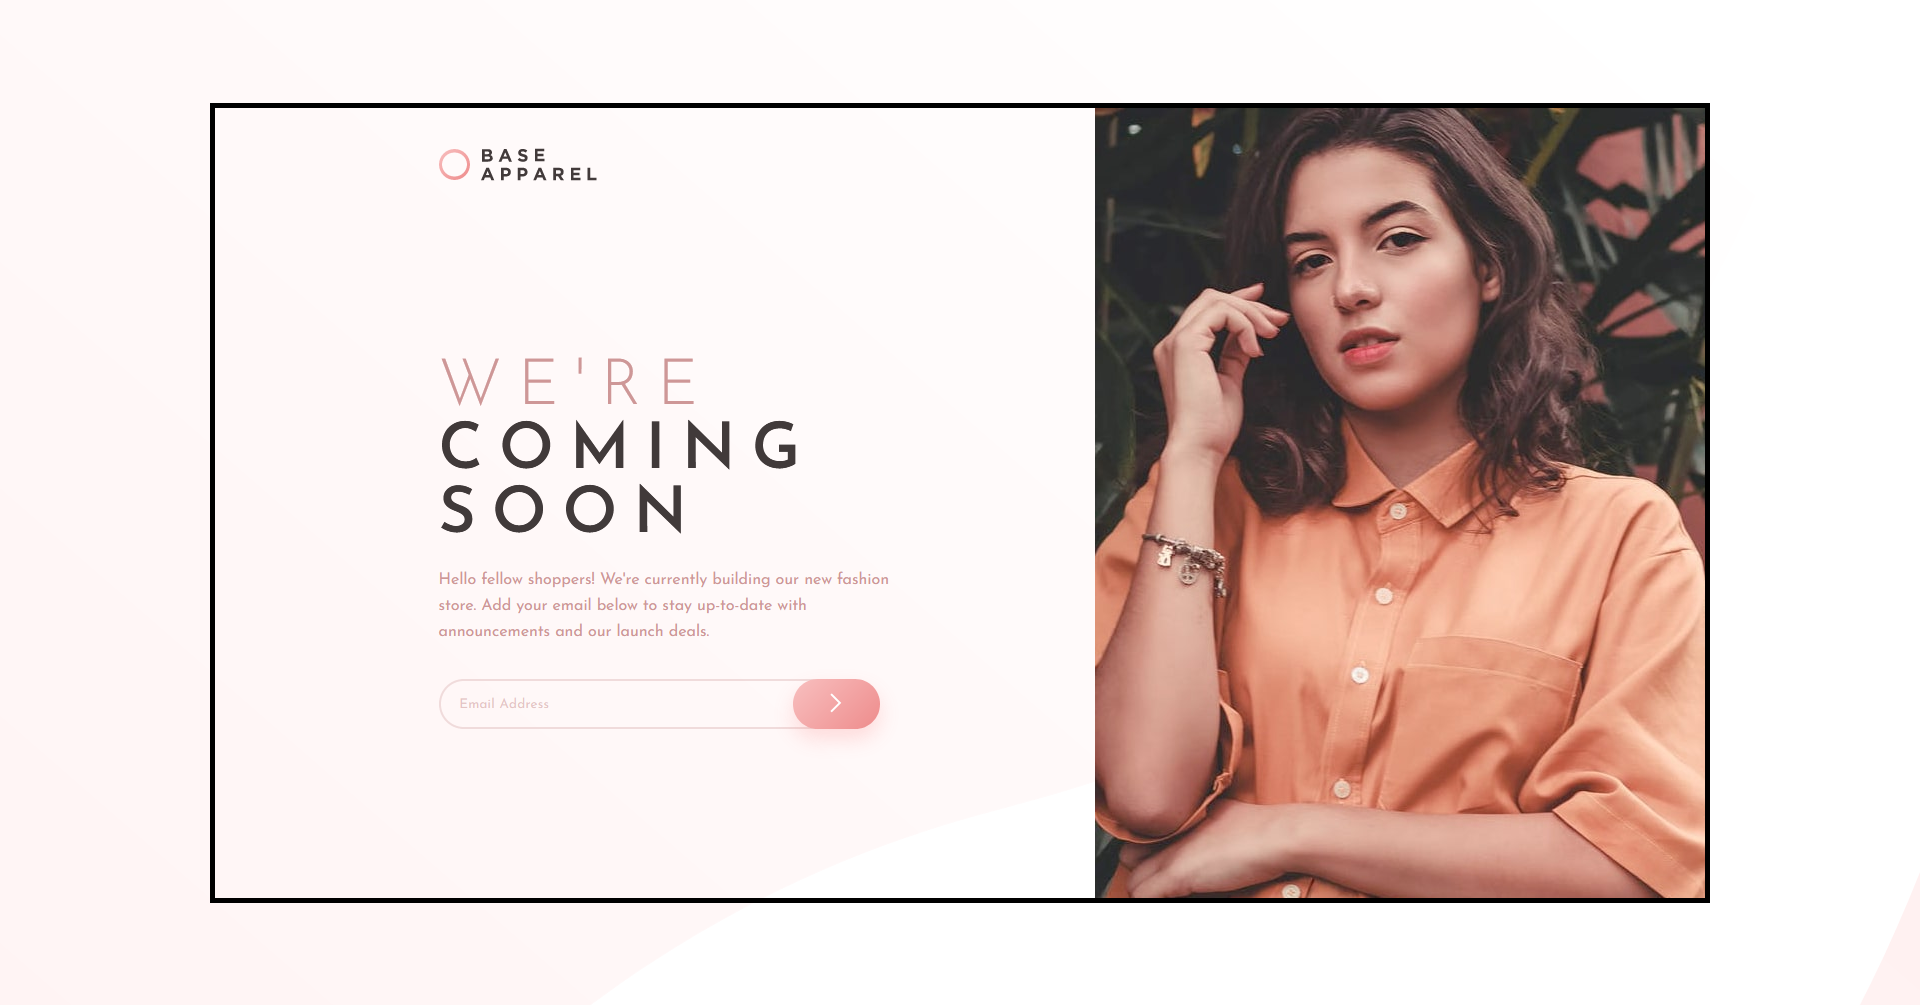 BASE
APPAREL
WE'RE
COMING
SOON
Hello fellow shoppers! We're currently building our new fashion
store. Add your email below to stay up-to-date with
announcements and our launch deals.
Email Address